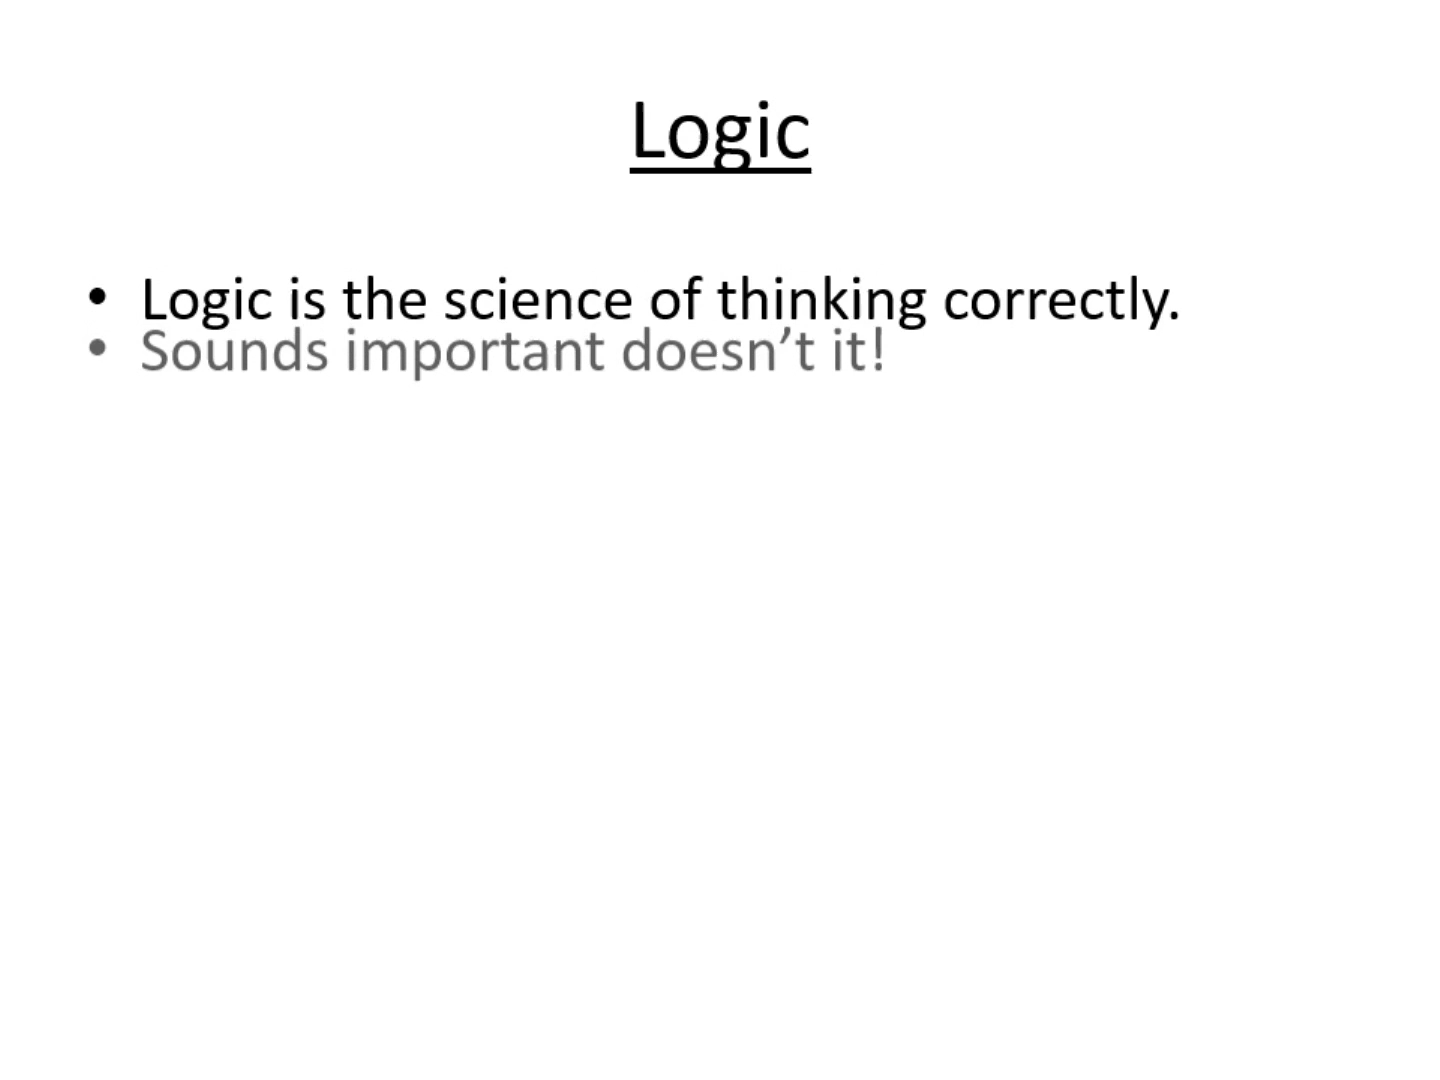 Logic
• Logic is the science of thinking correctly.
• Sounds important doesn’t it!